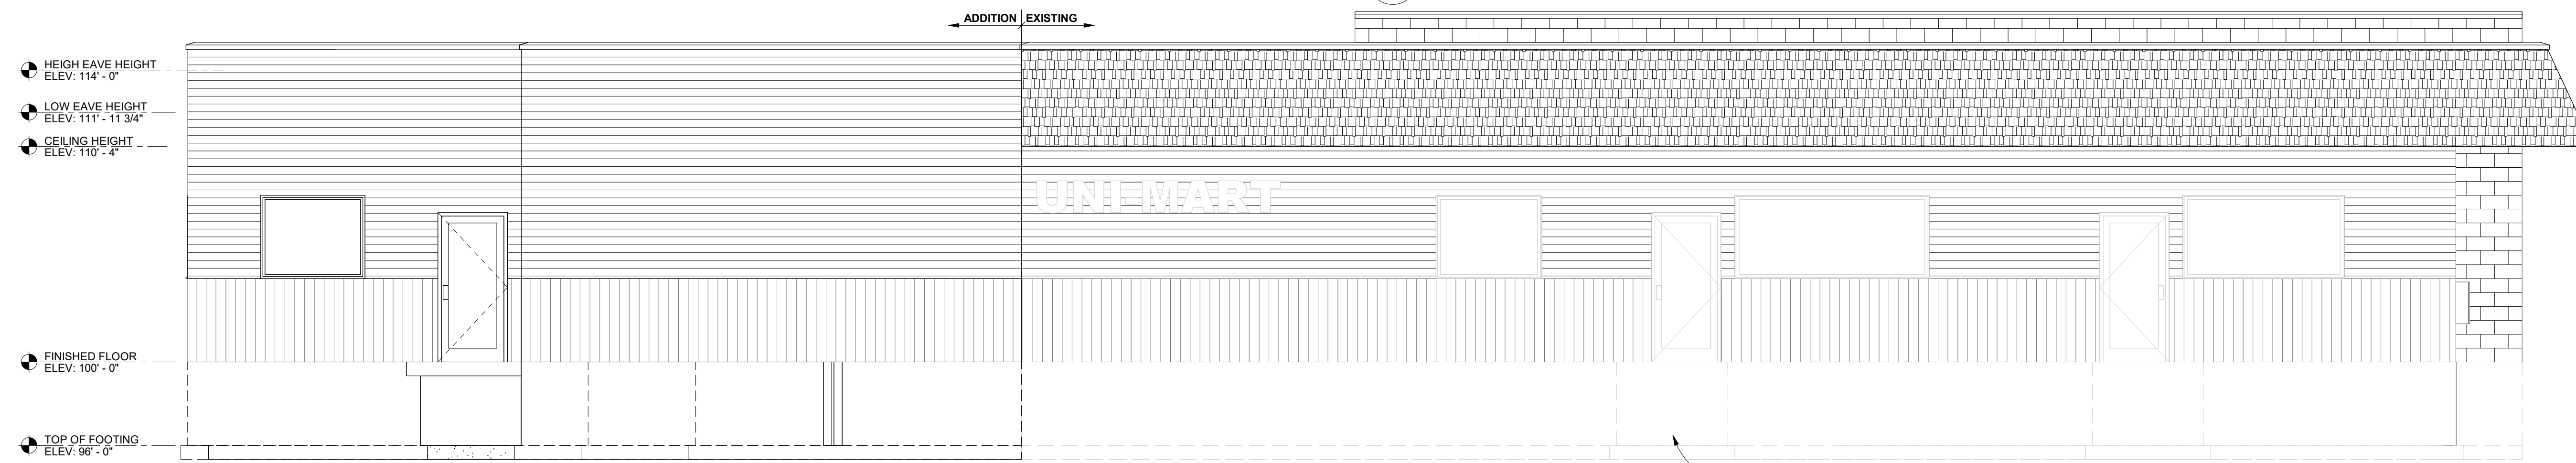 ADDITION EXISTING
HEIGH EAVE HEIGHT
ELEV: 114' - 0"
LOW EAVE HEIGHT
ELEV: 111' - 11 3/4"
CEILING HEIGHT
ELEV: 110' - 4"
UNI-MART
FINISHED FLOOR
ELEV: 100' - 0"
TOP OF FOOTING
ELEV: 96' - 0"